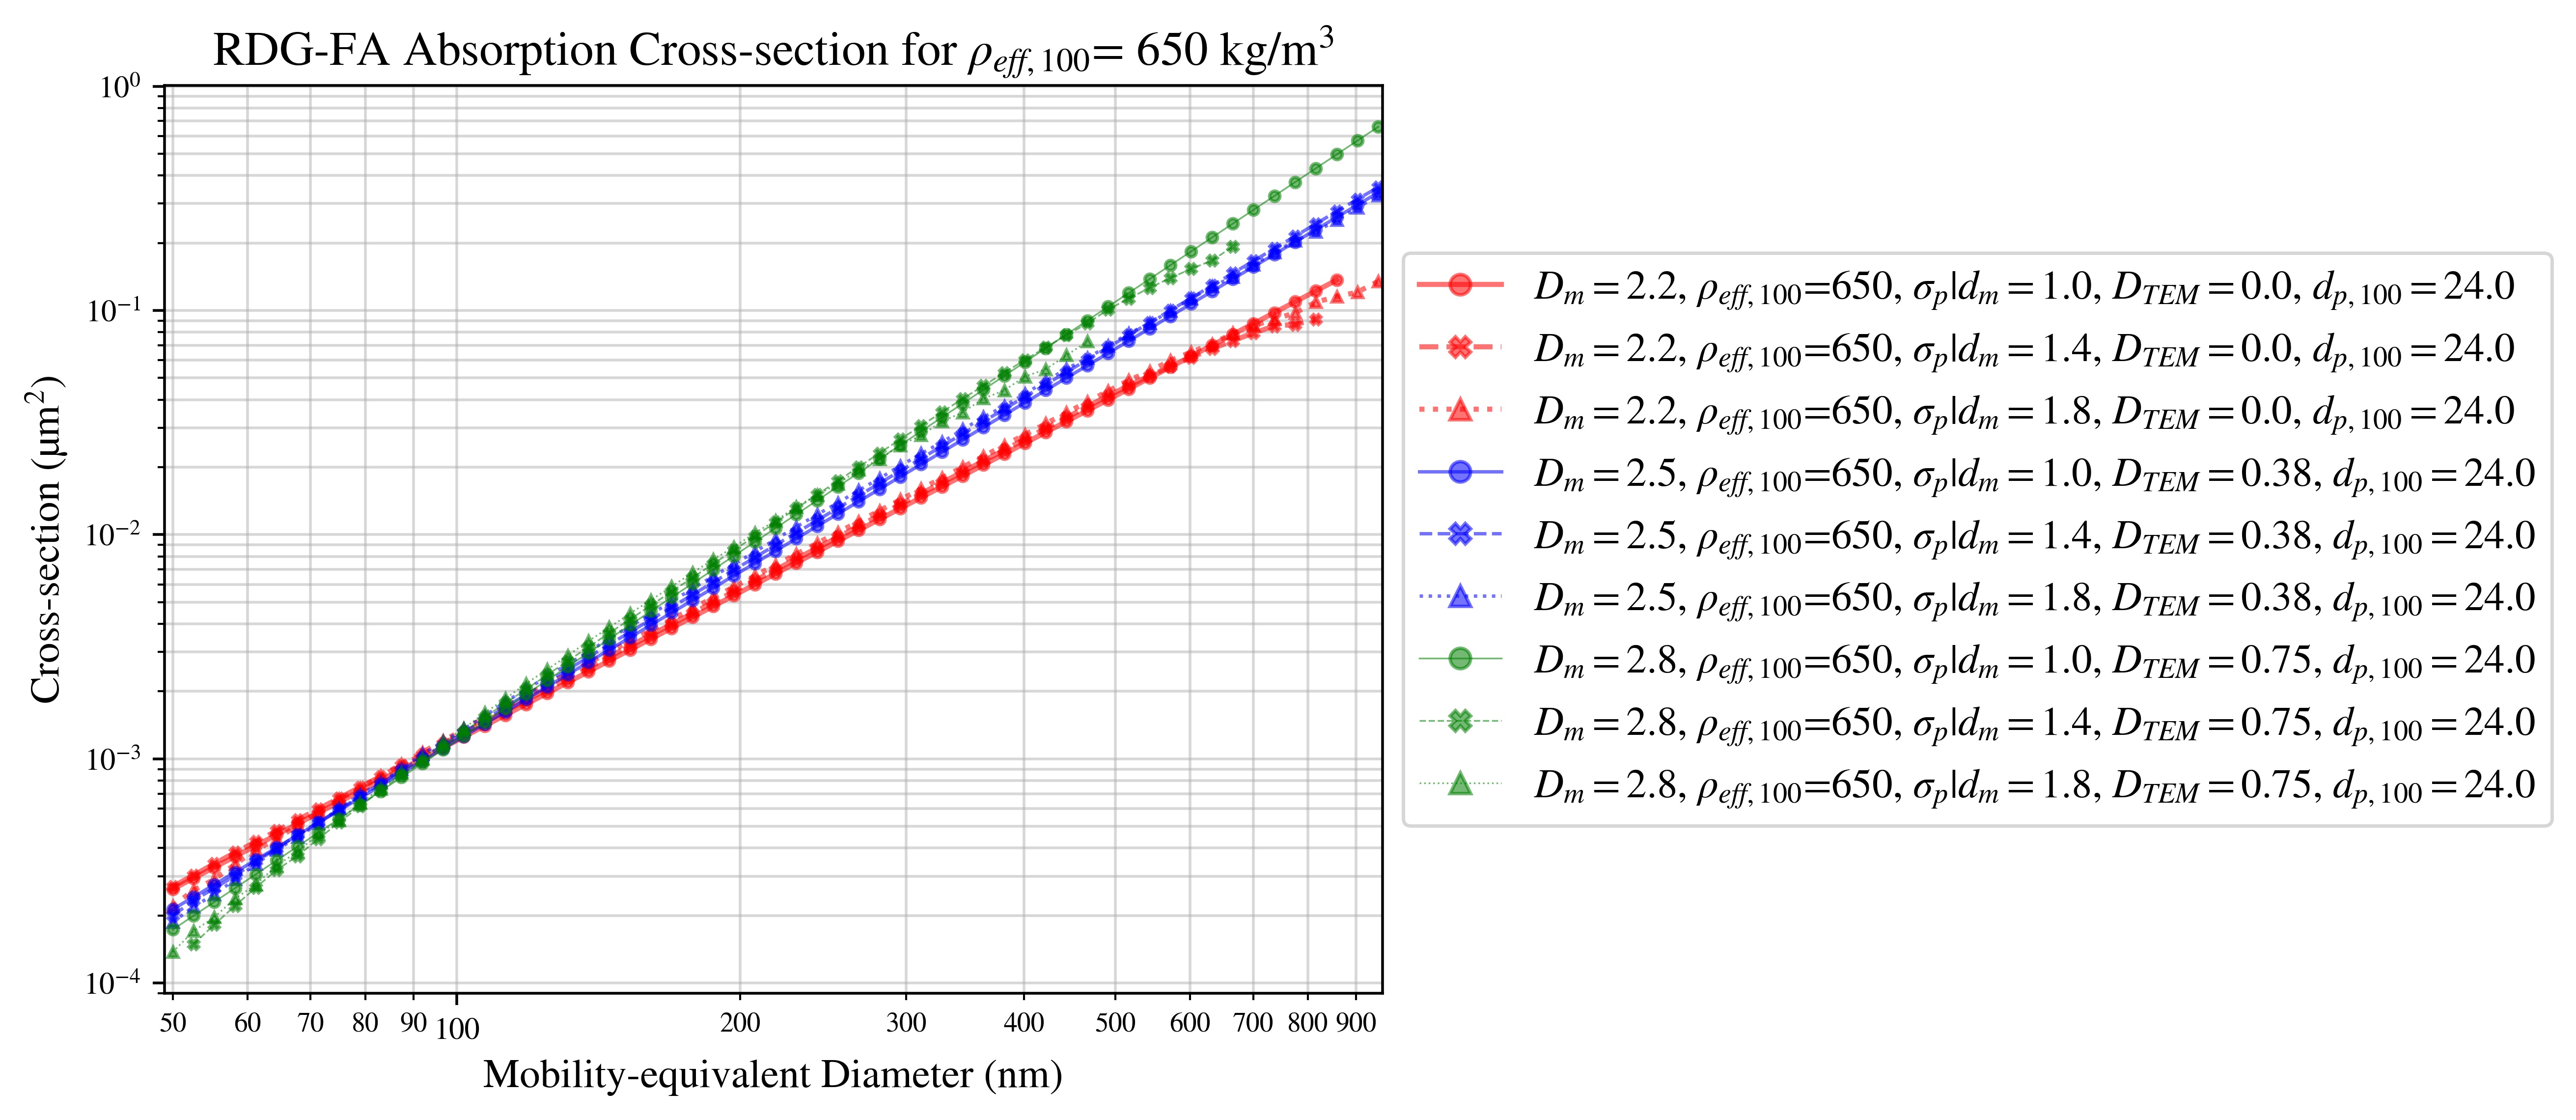 RDG-FA Absorption Cross-section for ρeff,100= 650 kg/m³
10⁰
10⁻¹
10⁻²
10⁻³
10⁻⁴
Cross-section (µm²)
50 60 70 80 90 100 200 300 400 500 600 700 800 900
Mobility-equivalent Diameter (nm)
Dm = 2.2, ρeff,100=650, σp|dm = 1.0, DTEM = 0.0, dp,100 = 24.0
Dm = 2.2, ρeff,100=650, σp|dm = 1.4, DTEM = 0.0, dp,100 = 24.0
Dm = 2.2, ρeff,100=650, σp|dm = 1.8, DTEM = 0.0, dp,100 = 24.0
Dm = 2.5, ρeff,100=650, σp|dm = 1.0, DTEM = 0.38, dp,100 = 24.0
Dm = 2.5, ρeff,100=650, σp|dm = 1.4, DTEM = 0.38, dp,100 = 24.0
Dm = 2.5, ρeff,100=650, σp|dm = 1.8, DTEM = 0.38, dp,100 = 24.0
Dm = 2.8, ρeff,100=650, σp|dm = 1.0, DTEM = 0.75, dp,100 = 24.0
Dm = 2.8, ρeff,100=650, σp|dm = 1.4, DTEM = 0.75, dp,100 = 24.0
Dm = 2.8, ρeff,100=650, σp|dm = 1.8, DTEM = 0.75, dp,100 = 24.0